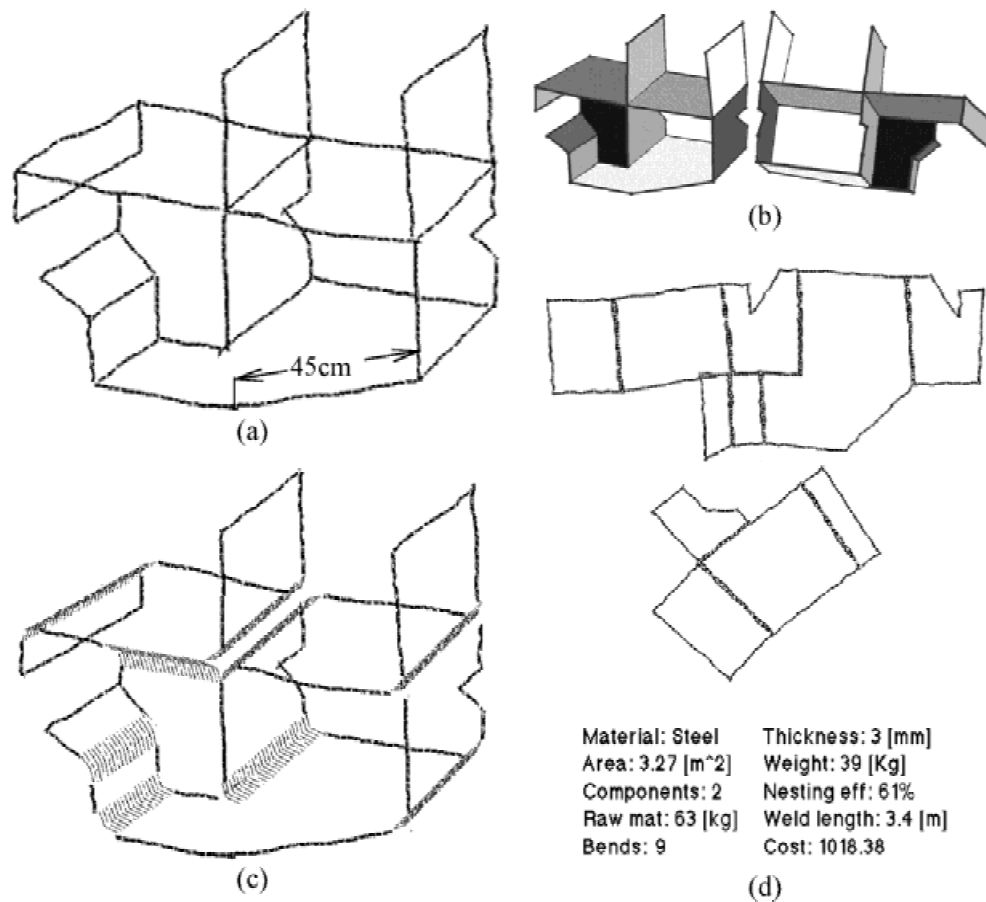 (b)
45cm
(a)
Material: Steel Thickness: 3 [mm]
Area: 3.27 [m^2] Weight: 39 [Kg]
Components: 2 Nesting eff: 61%
Raw mat: 63 [kg] Weld length: 3.4 [m]
Bends: 9 Cost: 1018.38
(c)
(d)